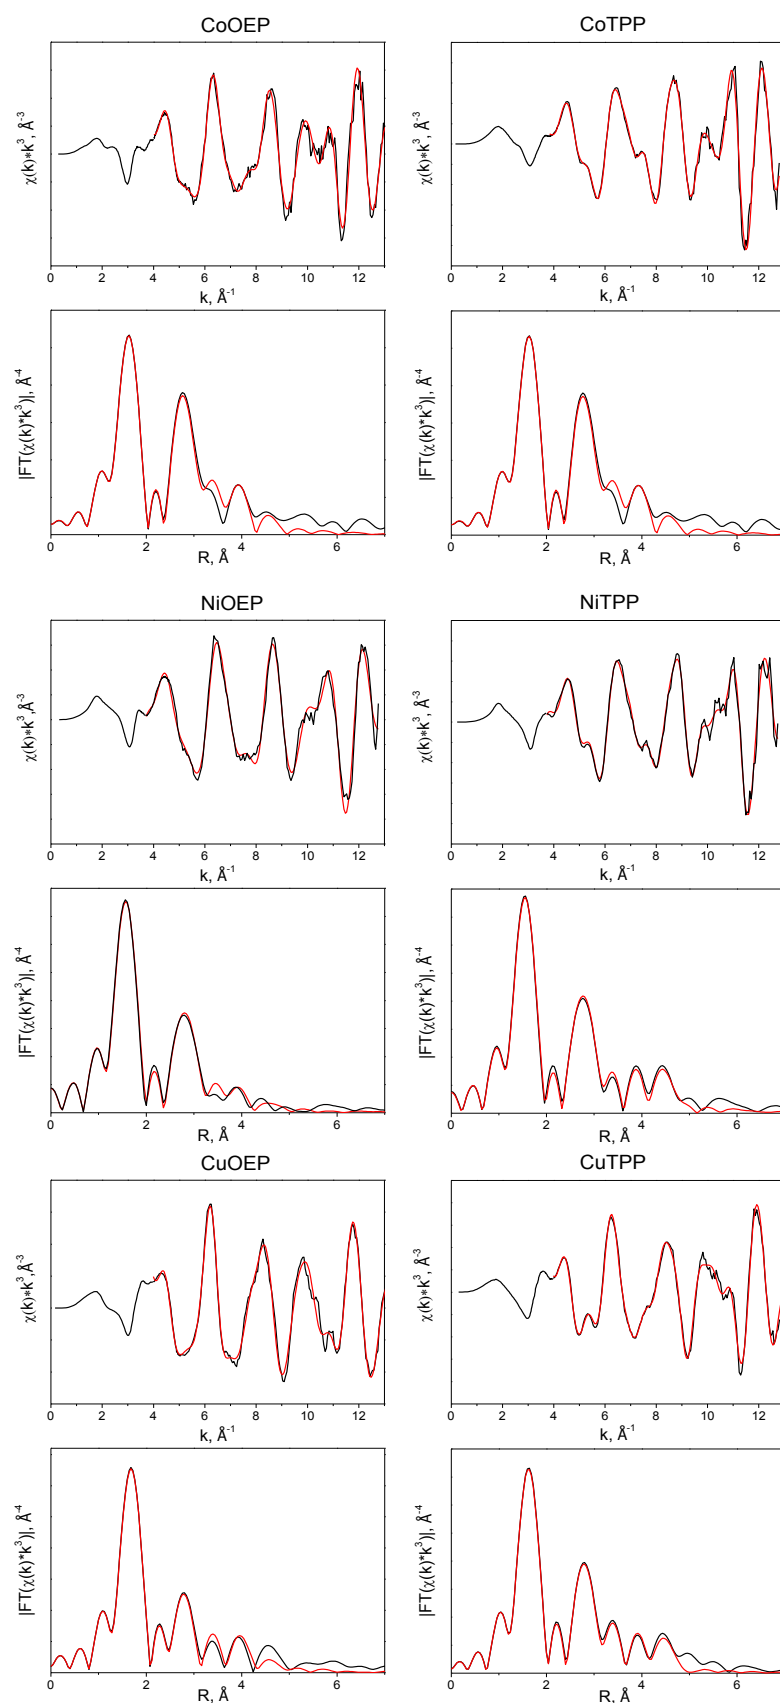 CoOEP
CoTPP
χ(k)*k³, Å⁻³
χ(k)*k³, Å⁻³
0 2 4 6 8 10 12
0 2 4 6 8 10 12
k, Å⁻¹
k, Å⁻¹
|FT(χ(k)*k³)|, Å⁻⁴
|FT(χ(k)*k³)|, Å⁻⁴
0 2 4 6
0 2 4 6
R, Å
R, Å
NiOEP
NiTPP
χ(k)*k³,Å⁻³
χ(k)*k³, Å⁻³
0 2 4 6 8 10 12
0 2 4 6 8 10 12
k, Å⁻¹
k, Å⁻¹
|FT(χ(k)*k³)|, Å⁻⁴
|FT(χ(k)*k³)|, Å⁻⁴
0 2 4 6
0 2 4 6
R, Å
R, Å
CuOEP
CuTPP
χ(k)*k³,Å⁻³
χ(k)*k³, Å⁻³
0 2 4 6 8 10 12
0 2 4 6 8 10 12
k, Å⁻¹
k, Å⁻¹
|FT(χ(k)*k³)|, Å⁻⁴
|FT(χ(k)*k³)|, Å⁻⁴
0 2 4 6
0 2 4 6
R, Å
R, Å